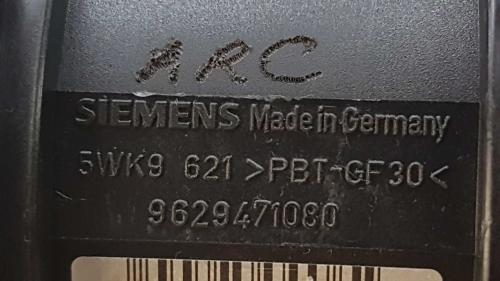 ARC
SIEMENS Made in Germany
5WK9 621 >PBT-GF30<
9629471080